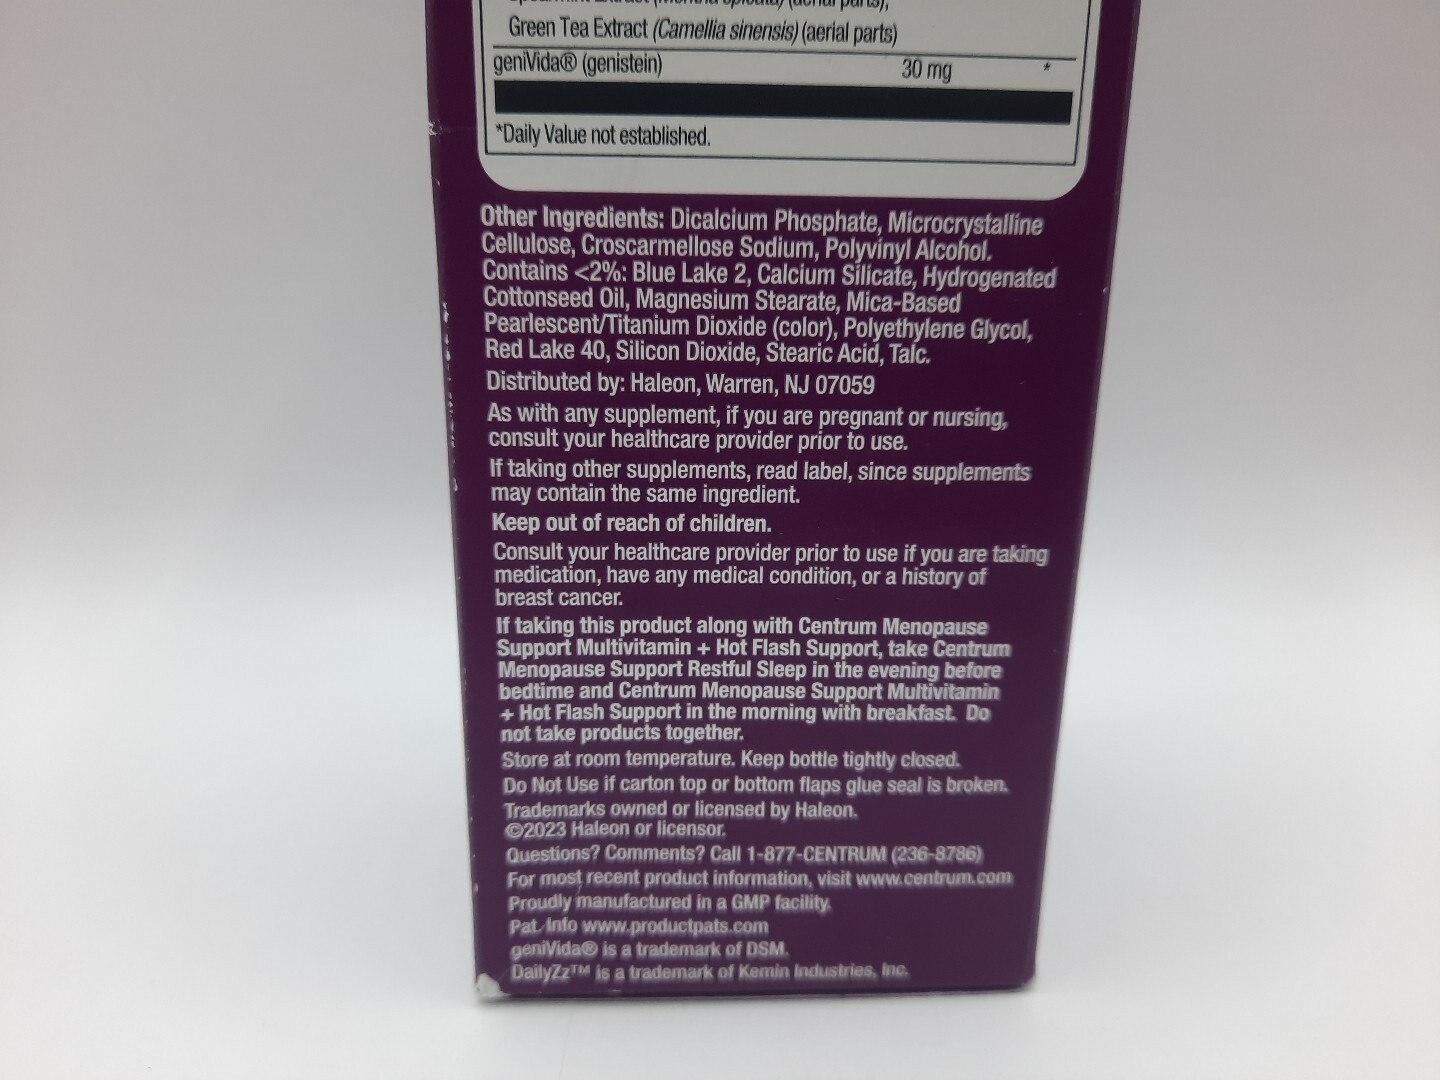 Spearmint Extract (Mentha spicata) (aerial parts),
Green Tea Extract (Camellia sinensis) (aerial parts)
geniVida® (genistein) 30 mg *
*Daily Value not established.
Other Ingredients: Dicalcium Phosphate, Microcrystalline
Cellulose, Croscarmellose Sodium, Polyvinyl Alcohol.
Contains <2%: Blue Lake 2, Calcium Silicate, Hydrogenated
Cottonseed Oil, Magnesium Stearate, Mica-Based
Pearlescent/Titanium Dioxide (color), Polyethylene Glycol,
Red Lake 40, Silicon Dioxide, Stearic Acid, Talc.
Distributed by: Haleon, Warren, NJ 07059
As with any supplement, if you are pregnant or nursing,
consult your healthcare provider prior to use.
If taking other supplements, read label, since supplements
may contain the same ingredient.
Keep out of reach of children.
Consult your healthcare provider prior to use if you are taking
medication, have any medical condition, or a history of
breast cancer.
If taking this product along with Centrum Menopause
Support Multivitamin + Hot Flash Support, take Centrum
Menopause Support Restful Sleep in the evening before
bedtime and Centrum Menopause Support Multivitamin
+ Hot Flash Support in the morning with breakfast. Do
not take products together.
Store at room temperature. Keep bottle tightly closed.
Do Not Use if carton top or bottom flaps glue seal is broken.
Trademarks owned or licensed by Haleon.
©2023 Haleon or licensor.
Questions? Comments? Call 1-877-CENTRUM (236-8786)
For most recent product information, visit www.centrum.com
Proudly manufactured in a GMP facility.
Pat. Info www.productpats.com
geniVida® is a trademark of DSM.
DailyZz™ is a trademark of Kemin Industries, Inc.